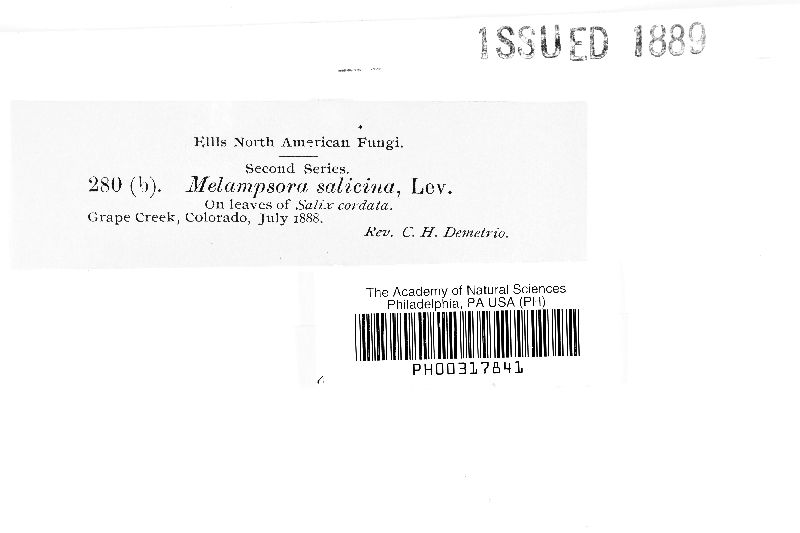 ISSUED 1889
Ellis North American Fungi.
Second Series.
280 (b). Melampsora salicina, Lev.
On leaves of Salix cordata.
Grape Creek, Colorado, July 1888.
Rev. C. H. Demetrio.
The Academy of Natural Sciences
Philadelphia, PA USA (PH)
PH00317841